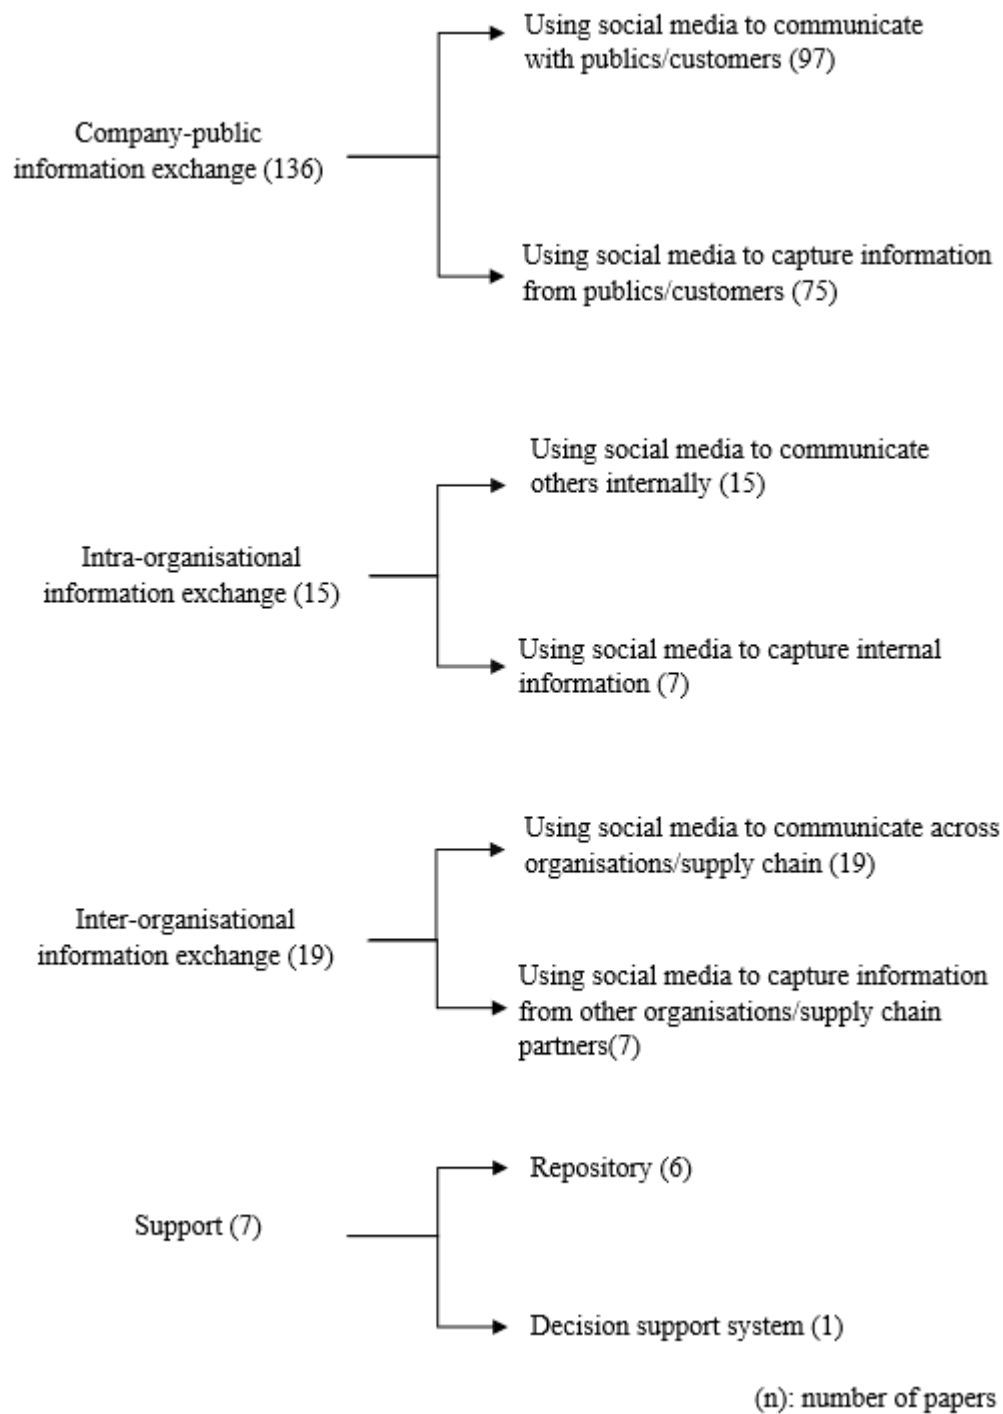 Using social media to communicate
with publics/customers (97)
Company-public
information exchange (136)
Using social media to capture information
from publics/customers (75)
Using social media to communicate
others internally (15)
Intra-organisational
information exchange (15)
Using social media to capture internal
information (7)
Using social media to communicate across
organisations/supply chain (19)
Inter-organisational
information exchange (19)
Using social media to capture information
from other organisations/supply chain
partners(7)
Repository (6)
Support (7)
Decision support system (1)
(n): number of papers